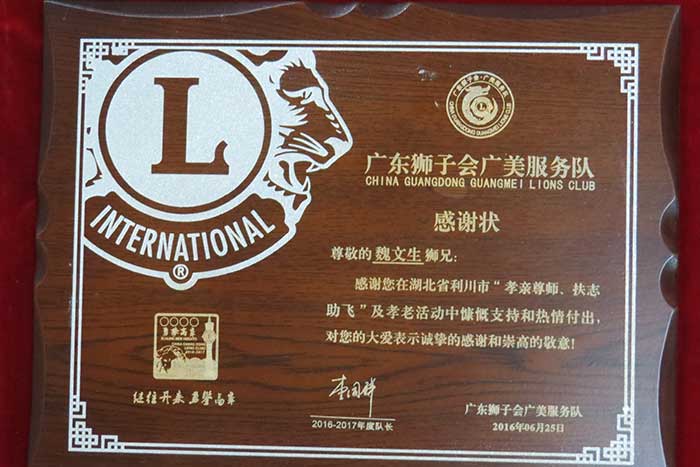 L
INTERNATIONAL
®
广东狮子会广美服务队
CHINA GUANGDONG GUANGMEI LIONS CLUB
感谢状
尊敬的 魏文生 狮兄:
感谢您在湖北省利川市“孝亲尊师、扶志
助飞”及孝老活动中慷慨支持和热情付出,
对您的大爱表示诚挚的感谢和崇高的敬意!
继往开来 勇攀高峰
2016-2017年度队长
广东狮子会广美服务队
2016年06月25日